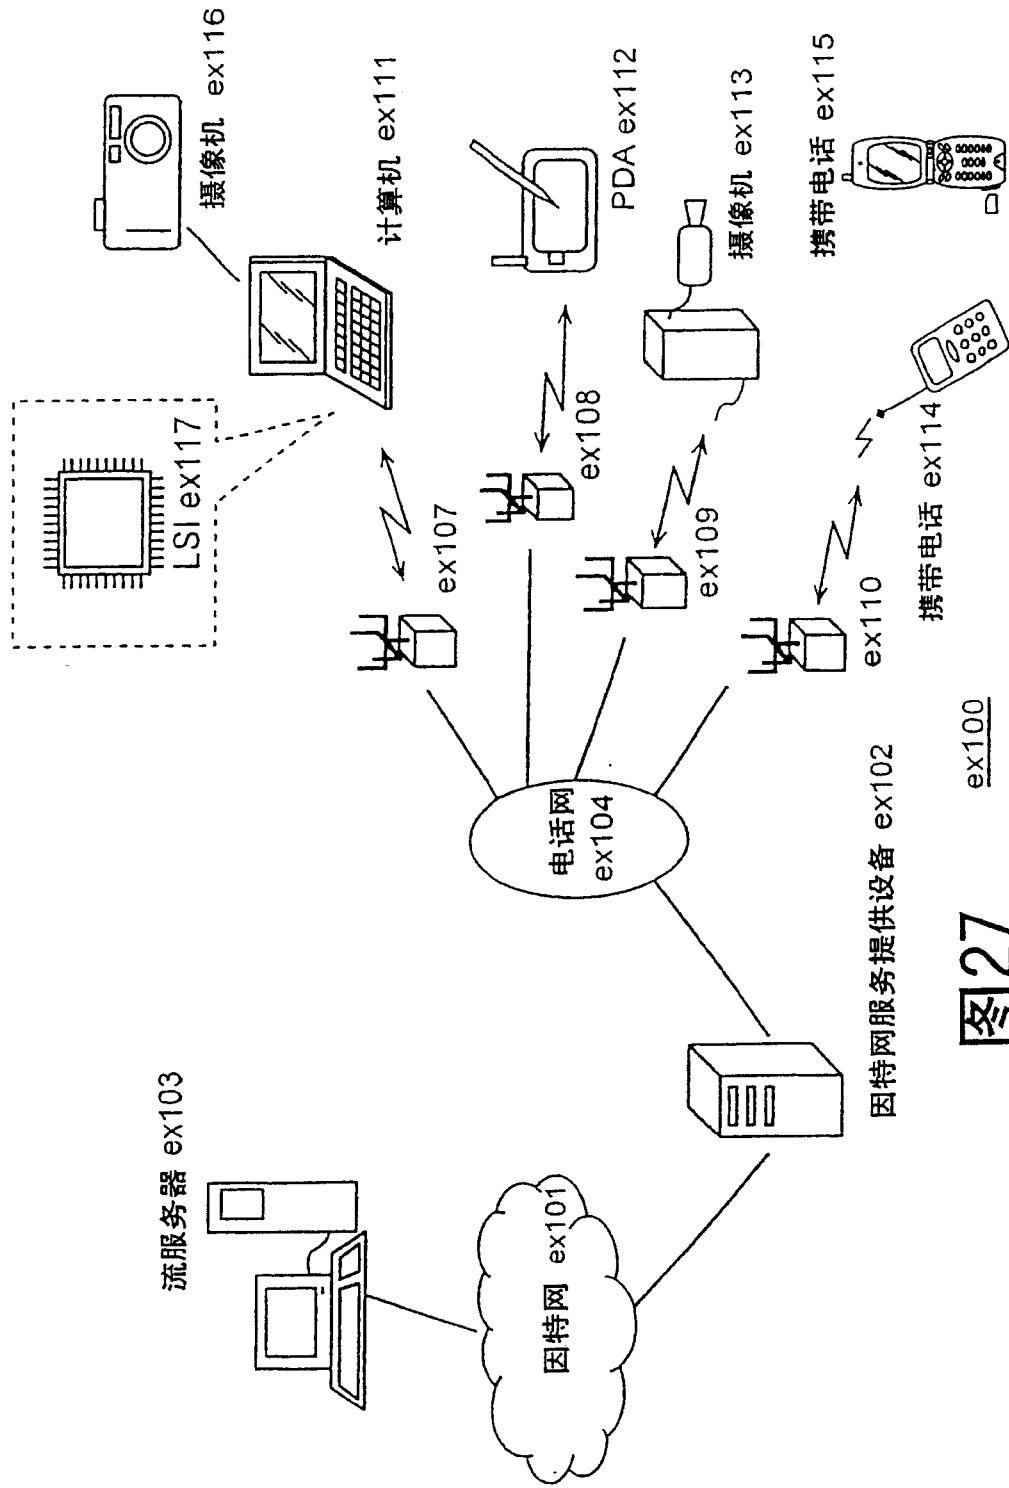 流服务器 ex103
因特网 ex101
因特网服务提供设备 ex102
电话网
ex104
ex107
ex108
ex109
ex110
LSI ex117
摄像机 ex116
计算机 ex111
PDA ex112
摄像机 ex113
携带电话 ex114
携带电话 ex115
ex100
图27